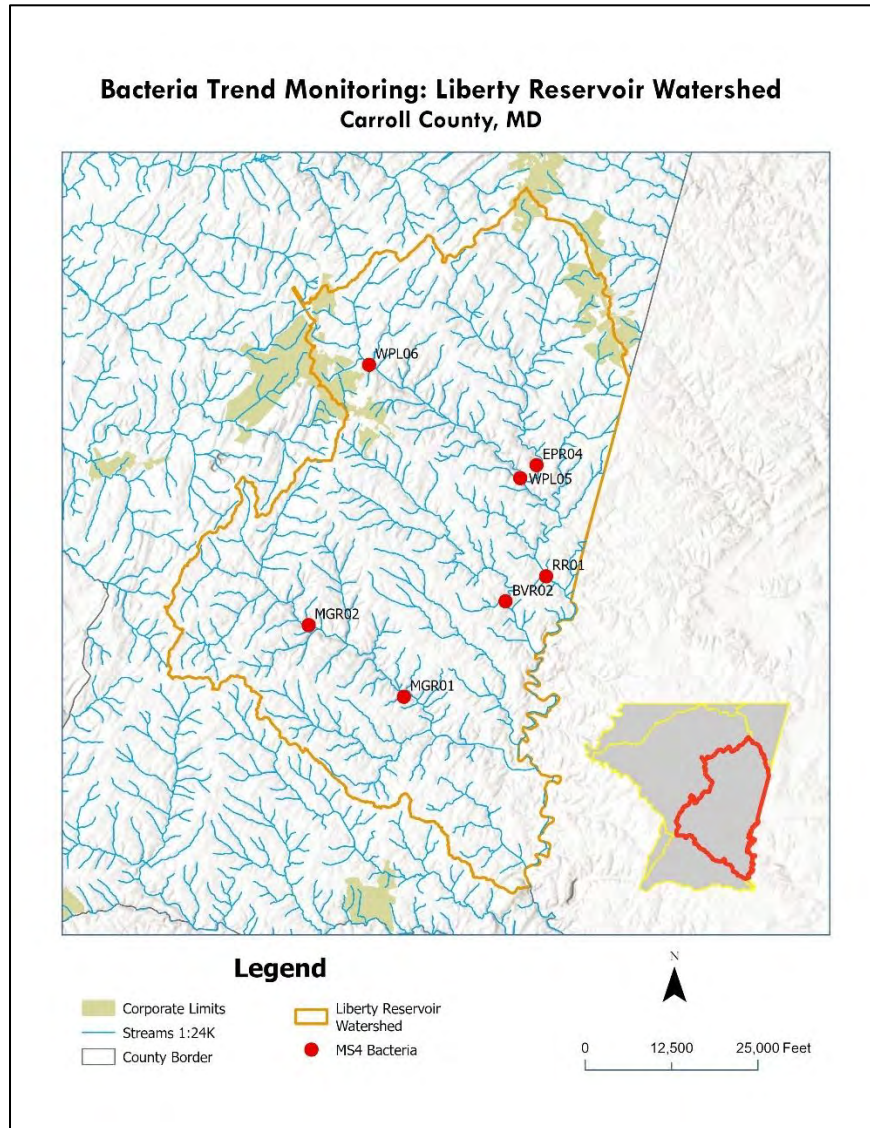 Bacteria Trend Monitoring: Liberty Reservoir Watershed
Carroll County, MD
WPL06
EPR04
WPL05
RR01
BVR02
MGR02
MGR01
Legend
Corporate Limits
Streams 1:24K
County Border
Liberty Reservoir
Watershed
MS4 Bacteria
N
0 12,500 25,000 Feet